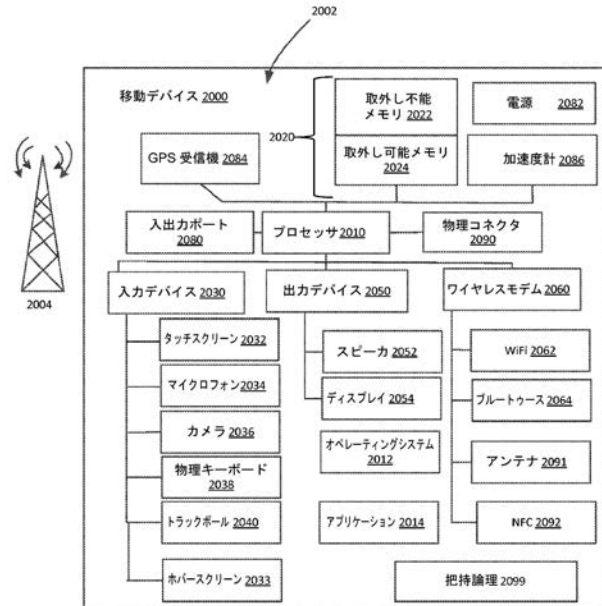 2002
移動デバイス 2000
取外し不能
メモリ 2022
電源 2082
2020
GPS 受信機 2084
取外し可能メモリ
2024
加速度計
2086
入出力ポート
2080
プロセッサ 2010
物理コネクタ
2090
2004
入力デバイス 2030
出力デバイス 2050
ワイヤレスモデム 2060
タッチスクリーン 2032
スピーカ 2052
WiFi 2062
マイクロフォン 2034
ディスプレイ 2054
ブルートゥース 2064
カメラ 2036
オペレーティングシステム
2012
アンテナ 2091
物理キーボード
2038
トラックボール 2040
アプリケーション 2014
NFC 2092
ホバースクリーン 2033
把持論理 2099